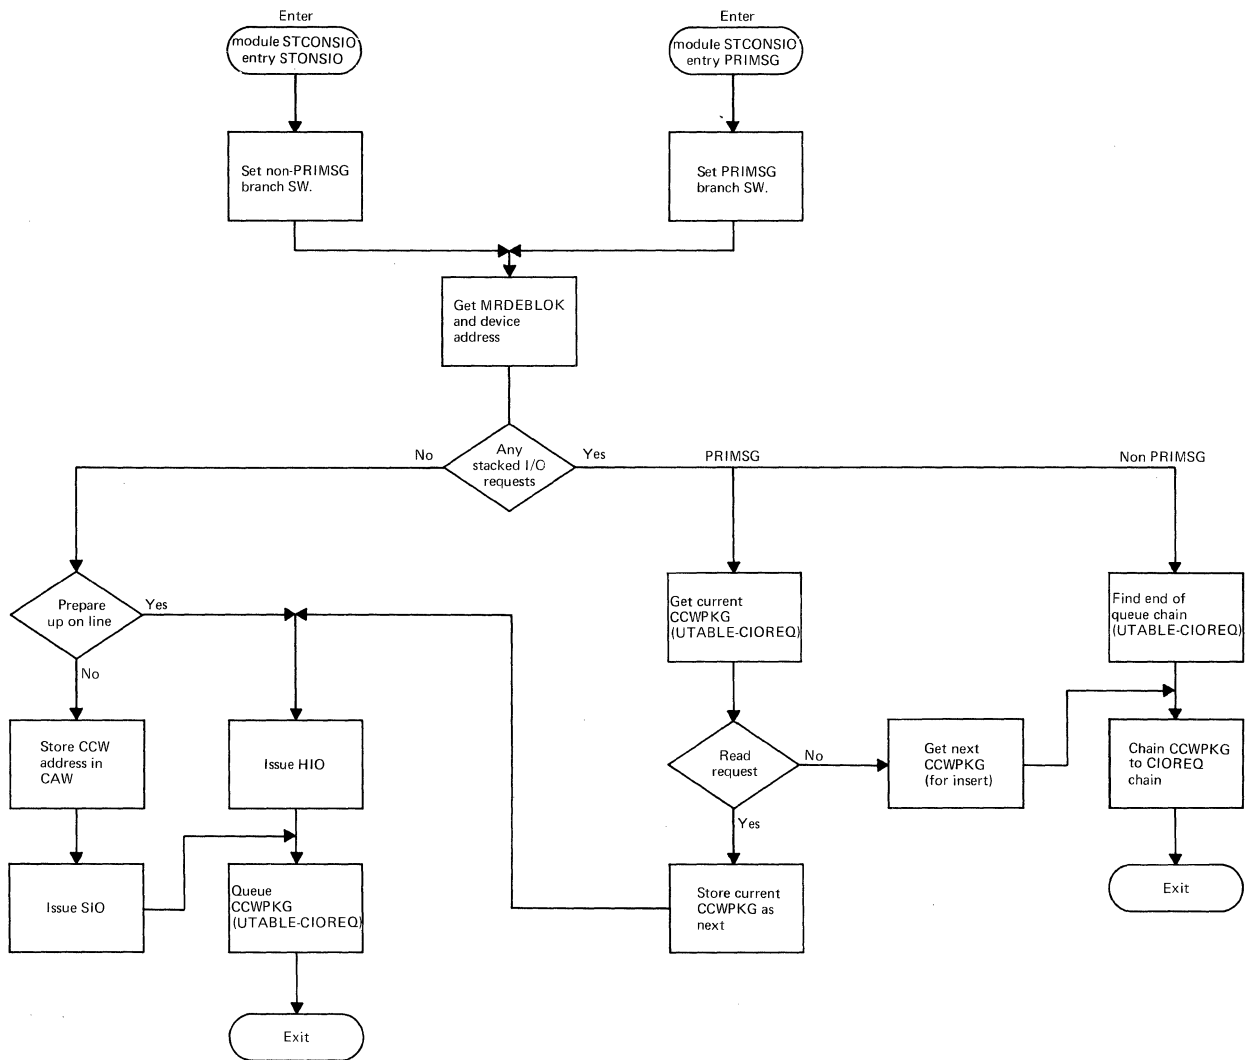 Enter
module STCONSIO
entry STONSIO
Enter
module STCONSIO
entry PRIMSG
Set non-PRIMSG
branch SW.
Set PRIMSG
branch SW.
Get MRDEBLOK
and device
address
Any
stacked I/O
requests
No
Yes
PRIMSG
Non PRIMSG
Prepare
up on line
Yes
No
Get current
CCWPKG
(UTABLE-CIOREQ)
Find end of
queue chain
(UTABLE-CIOREQ)
Store CCW
address in
CAW
Issue HIO
Read
request
No
Yes
Get next
CCWPKG
(for insert)
Chain CCWPKG
to CIOREQ
chain
Issue SIO
Queue
CCWPKG
(UTABLE-CIOREQ)
Store current
CCWPKG as
next
Exit
Exit